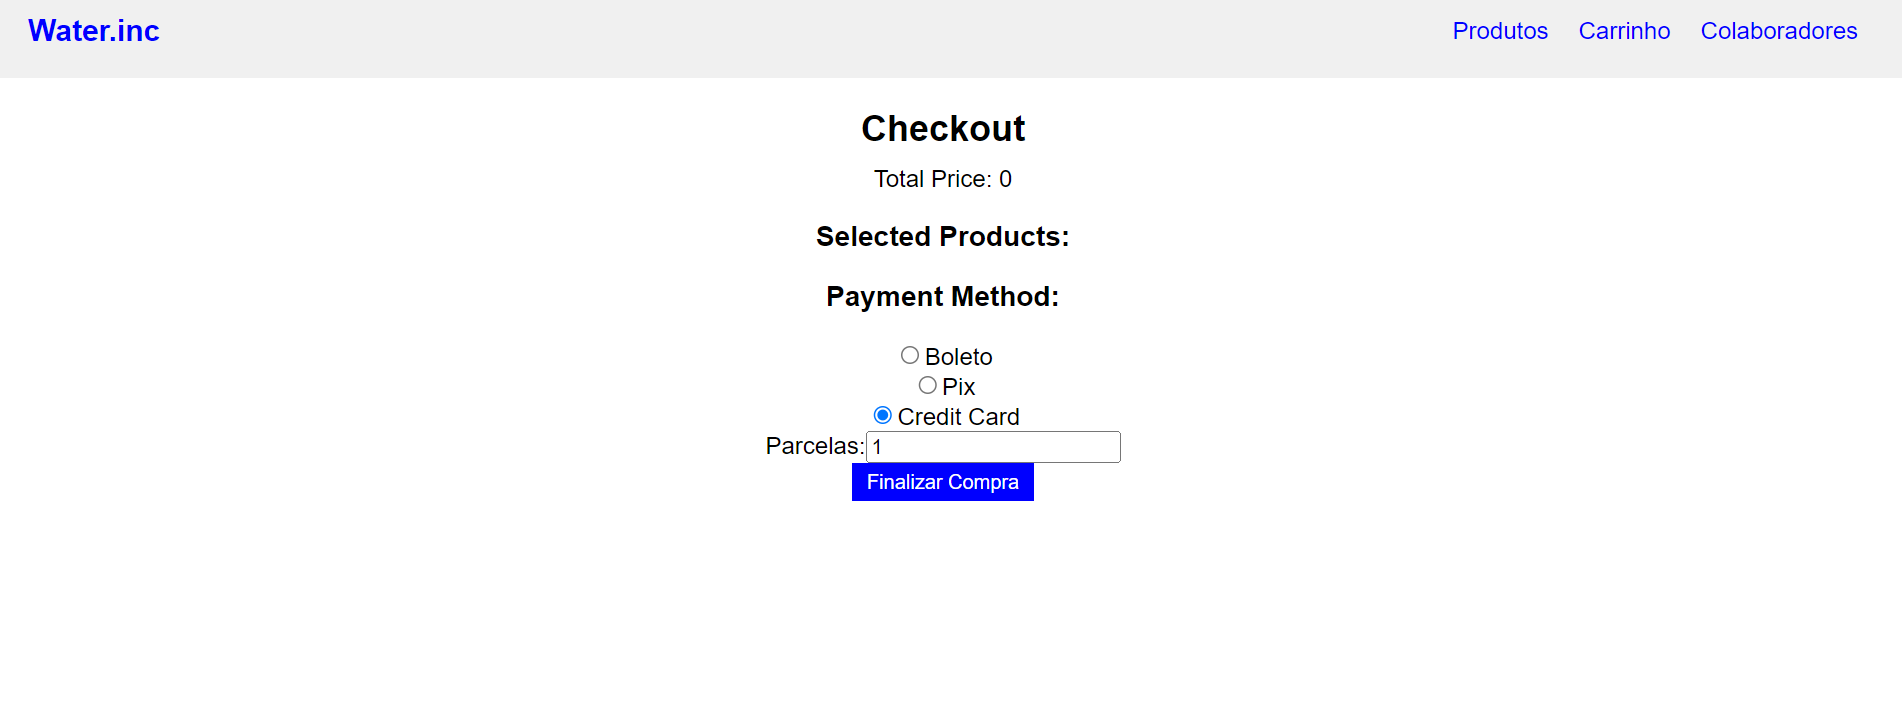 Water.inc
Produtos Carrinho Colaboradores
Checkout
Total Price: 0
Selected Products:
Payment Method:
Boleto
Pix
Credit Card
Parcelas: 1
Finalizar Compra